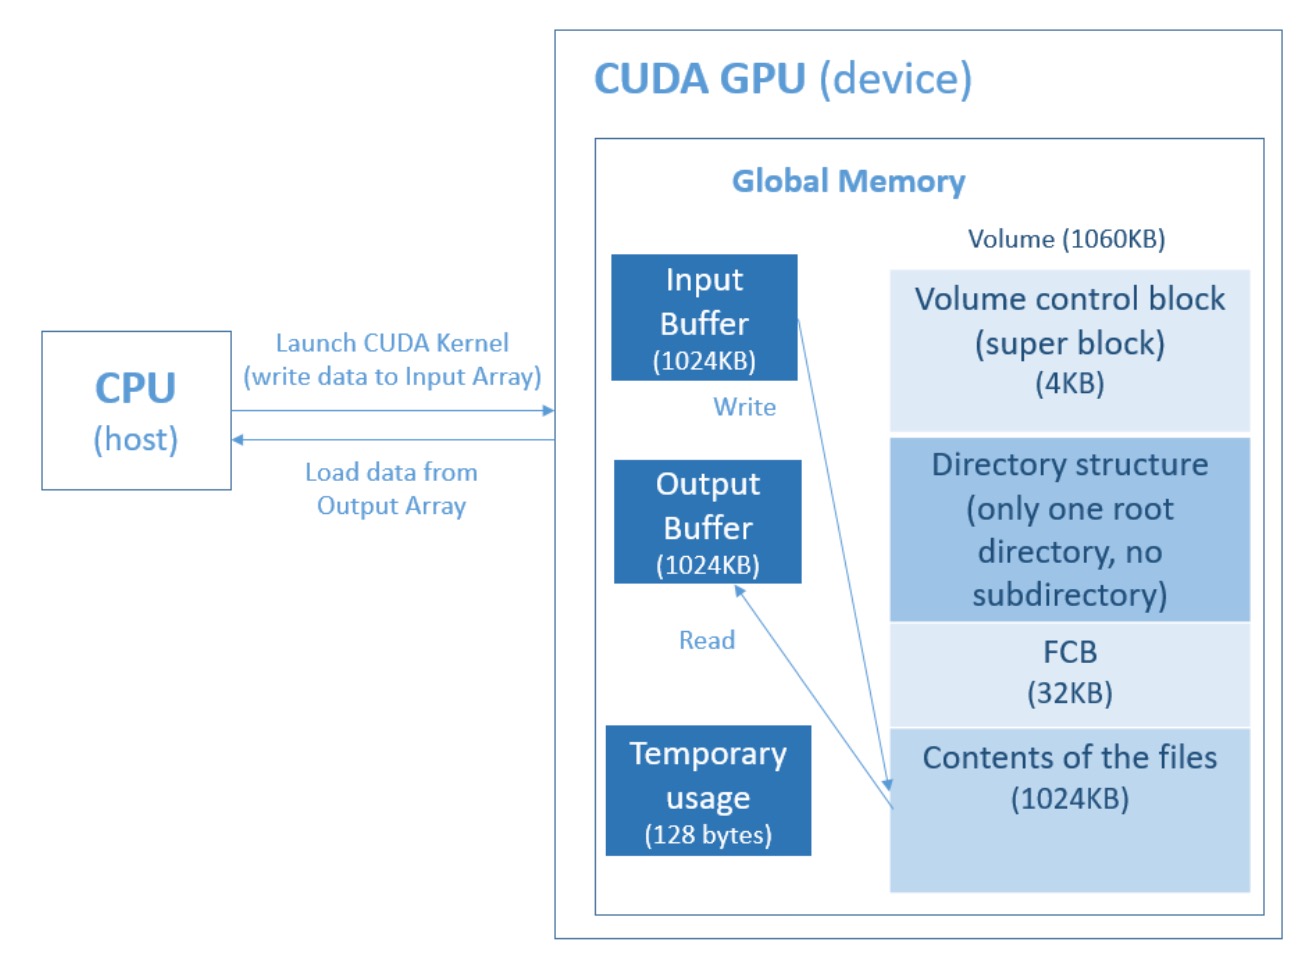 CUDA GPU (device)
Global Memory
Volume (1060KB)
Input
Buffer
(1024KB)
Write
Output
Buffer
(1024KB)
Read
Temporary
usage
(128 bytes)
Volume control block
(super block)
(4KB)
Directory structure
(only one root
directory, no
subdirectory)
FCB
(32KB)
Contents of the files
(1024KB)
CPU
(host)
Launch CUDA Kernel
(write data to Input Array)
Load data from
Output Array